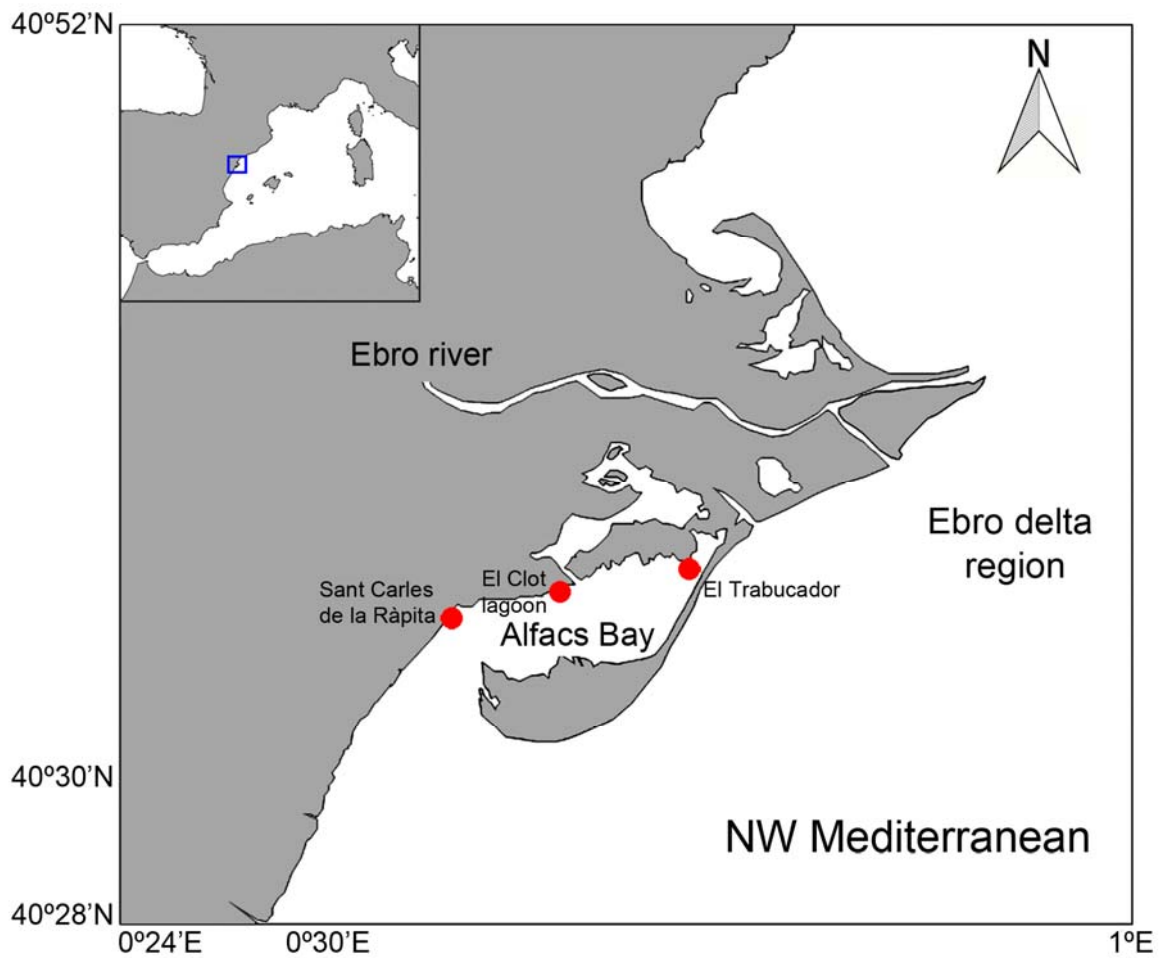 40º52’N
N
Ebro river
Ebro delta
region
El Clot
lagoon
El Trabucador
Sant Carles
de la Ràpita
Alfacs Bay
40º30’N
NW Mediterranean
40º28’N
0º24’E
0º30’E
1ºE